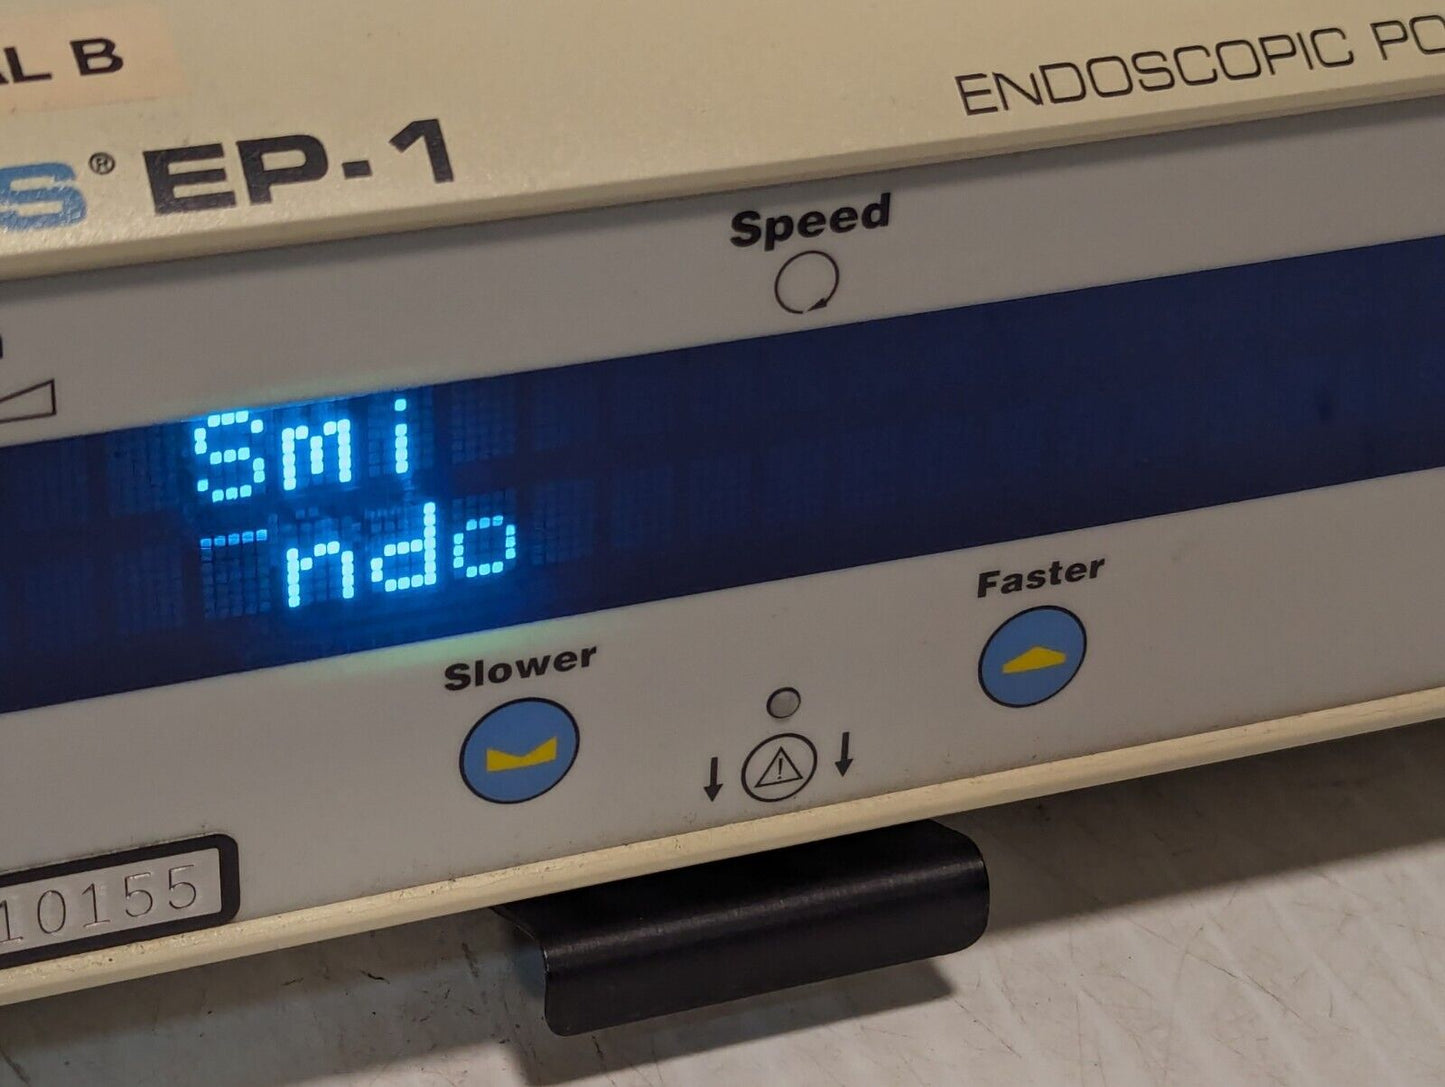 AL B
S® EP-1
ENDOSCOPIC PO
Speed
Smi
ndo
Slower
Faster
10155